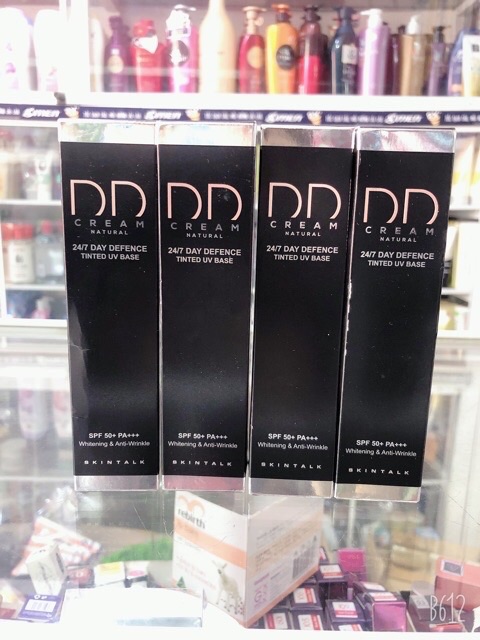 DD
CREAM
NATURAL
24/7 DAY DEFENCE
TINTED UV BASE
SPF 50+ PA+++
Whitening & Anti-Wrinkle
SKINTALK
DD
CREAM
NATURAL
24/7 DAY DEFENCE
TINTED UV BASE
SPF 50+ PA+++
Whitening & Anti-Wrinkle
SKINTALK
DD
CREAM
NATURAL
24/7 DAY DEFENCE
TINTED UV BASE
SPF 50+ PA+++
Whitening & Anti-Wrinkle
SKINTALK
DD
CREAM
NATURAL
24/7 DAY DEFENCE
TINTED UV BASE
SPF 50+ PA+++
Whitening & Anti-Wrinkle
SKINTALK
rebirth
B612